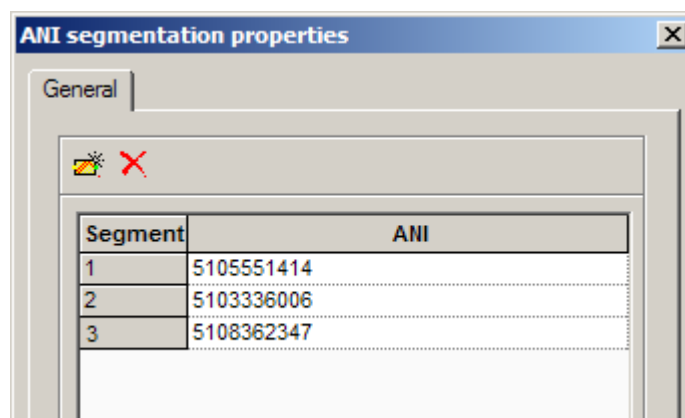 ANI segmentation properties
General
Segment ANI
1 5105551414
2 5103336006
3 5108362347